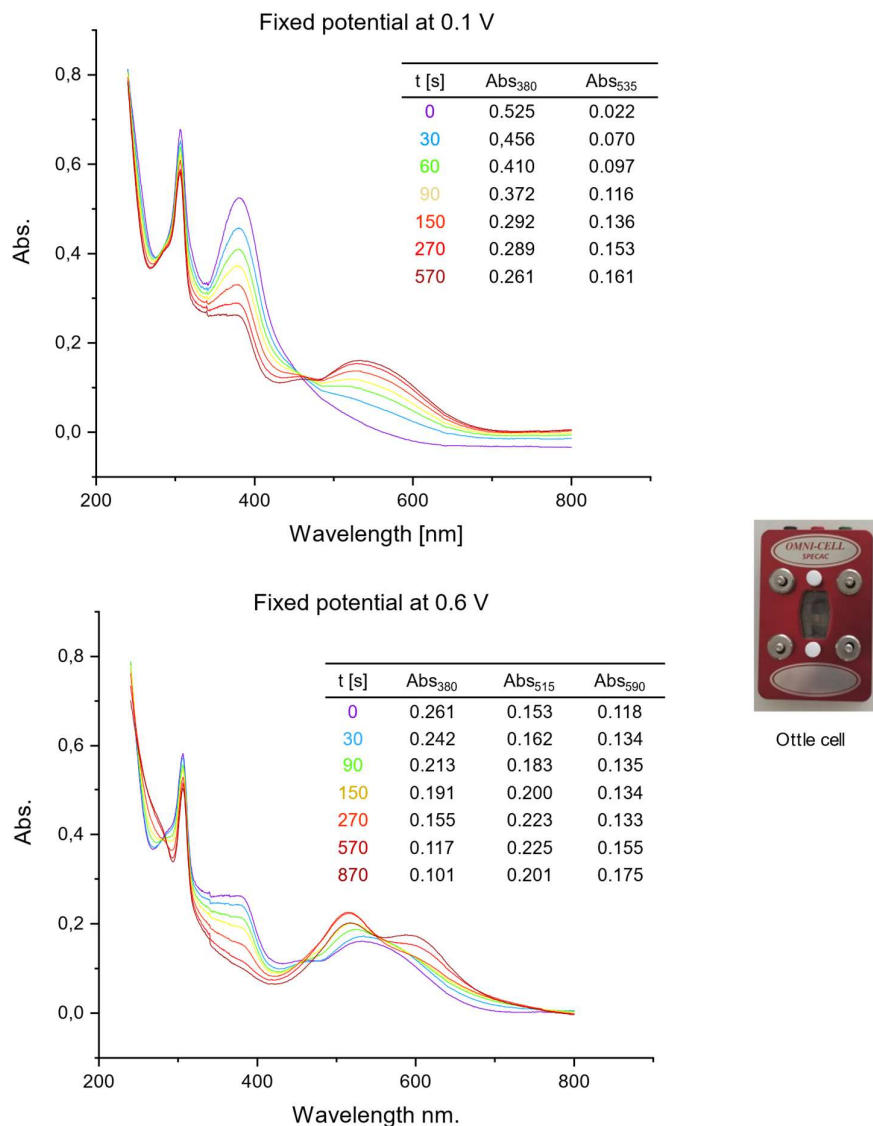 Fixed potential at 0.1 V
t [s] Abs380 Abs535
0 0.525 0.022
30 0,456 0.070
60 0.410 0.097
90 0.372 0.116
150 0.292 0.136
270 0.289 0.153
570 0.261 0.161
0,8
0,6
0,4
0,2
0,0
Abs.
200 400 600 800
Wavelength [nm]
OMNI-CELL
SPECAC
Ottle cell
Fixed potential at 0.6 V
t [s] Abs380 Abs515 Abs590
0 0.261 0.153 0.118
30 0.242 0.162 0.134
90 0.213 0.183 0.135
150 0.191 0.200 0.134
270 0.155 0.223 0.133
570 0.117 0.225 0.155
870 0.101 0.201 0.175
0,8
0,6
0,4
0,2
0,0
Abs.
200 400 600 800
Wavelength nm.